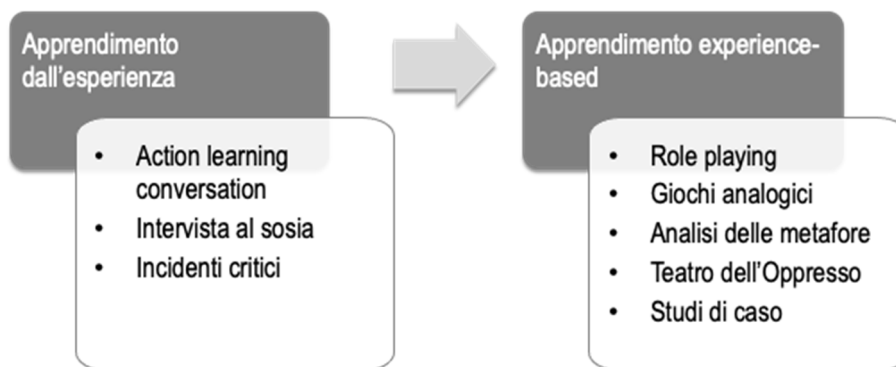 Apprendimento
dall'esperienza
• Action learning
conversation
• Intervista al sosia
• Incidenti critici
Apprendimento experience-
based
• Role playing
• Giochi analogici
• Analisi delle metafore
• Teatro dell'Oppresso
• Studi di caso